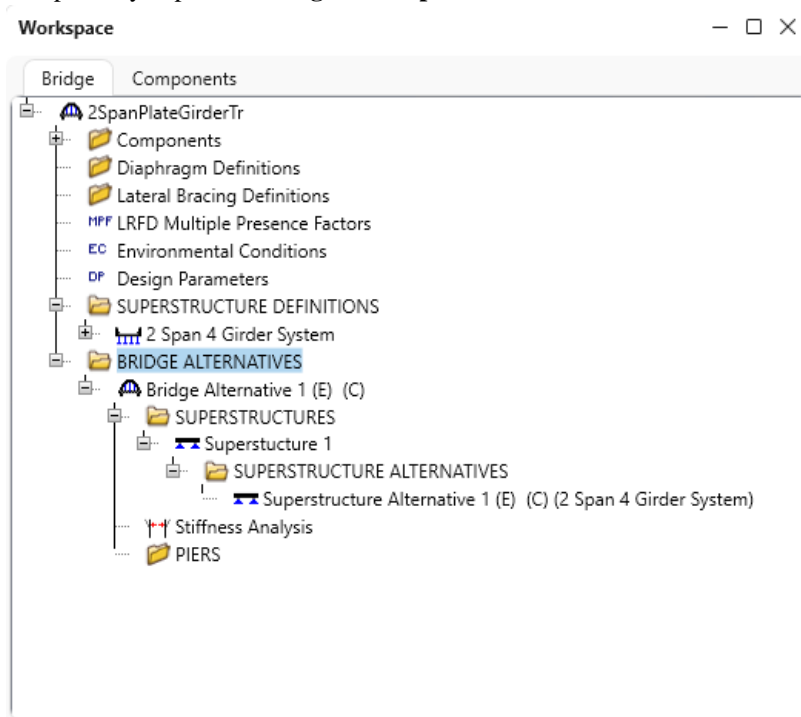 Workspace
Bridge Components
2SpanPlateGirderTr
Components
Diaphragm Definitions
Lateral Bracing Definitions
MPF LRFD Multiple Presence Factors
EC Environmental Conditions
DP Design Parameters
SUPERSTRUCTURE DEFINITIONS
2 Span 4 Girder System
BRIDGE ALTERNATIVES
Bridge Alternative 1 (E) (C)
SUPERSTRUCTURES
Superstucture 1
SUPERSTRUCTURE ALTERNATIVES
Superstructure Alternative 1 (E) (C) (2 Span 4 Girder System)
Stiffness Analysis
PIERS